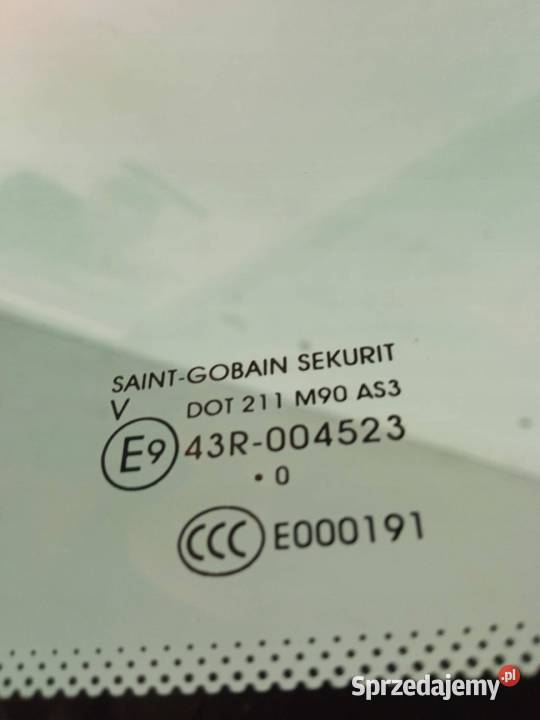 SAINT-GOBAIN SEKURIT
V DOT 211 M90 AS3
E9 43R-004523
• 0
CCC E000191
Sprzedajemy.pl